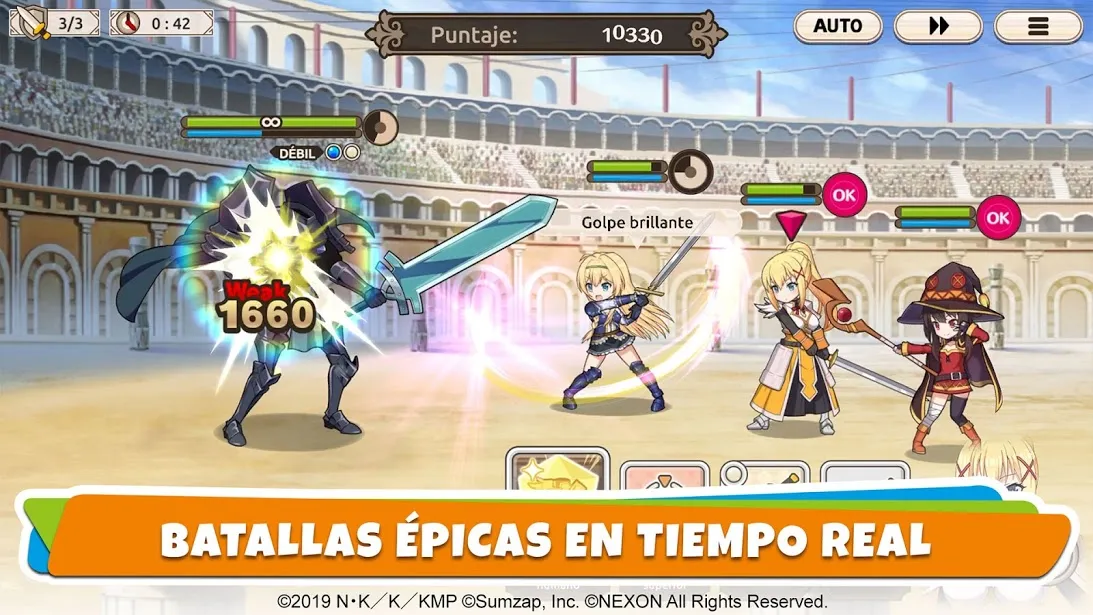 3/3
0:42
Puntaje: 10330
AUTO
∞
DÉBIL
OK
OK
Golpe brillante
Weak
1660
BATALLAS ÉPICAS EN TIEMPO REAL
©2019 N・K／K／KMP ©Sumzap, Inc. ©NEXON All Rights Reserved.